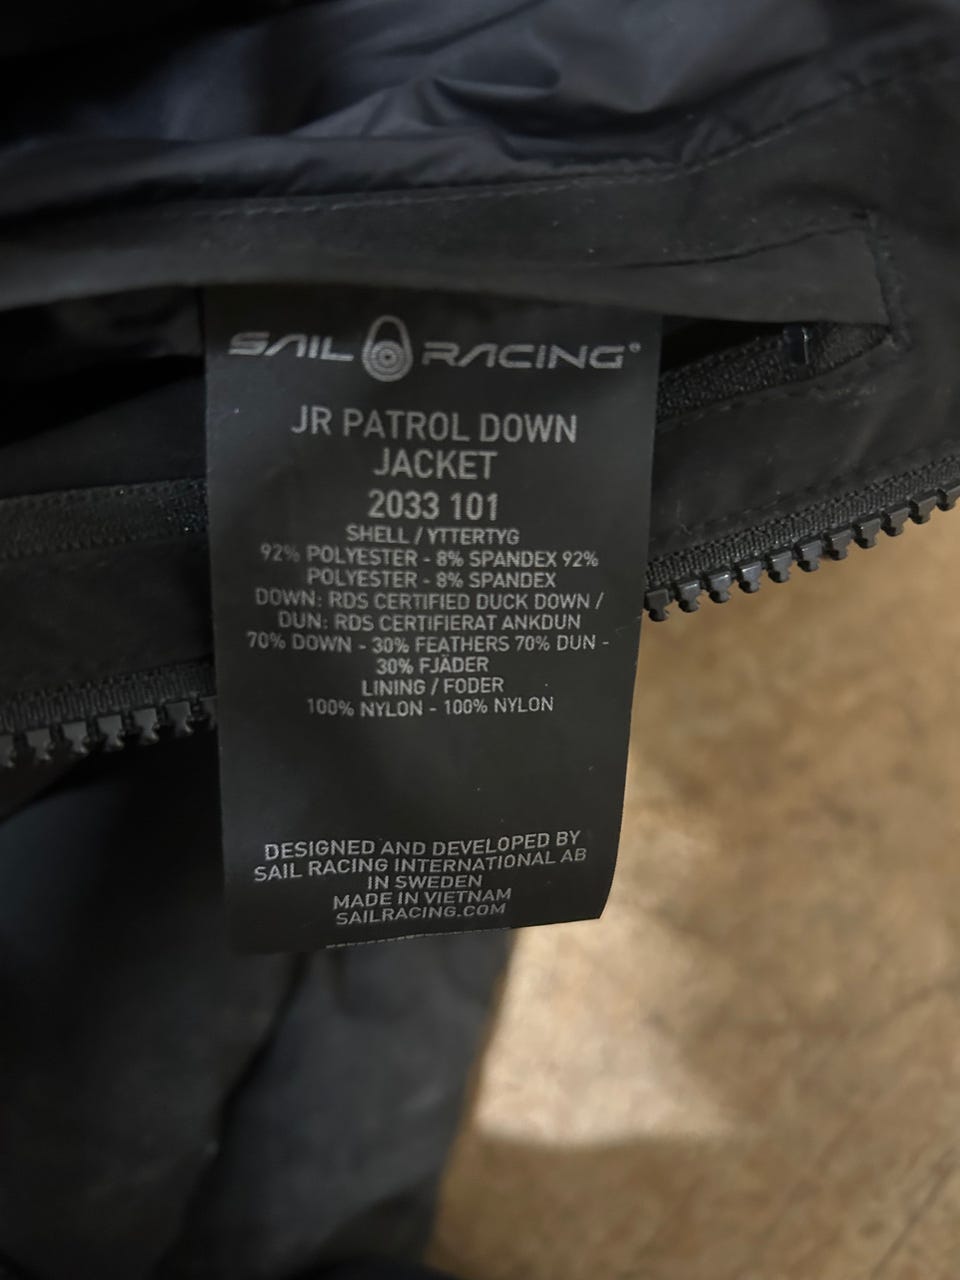 SAIL RACING®
JR PATROL DOWN
JACKET
2033 101
SHELL / YTTERTYG
92% POLYESTER - 8% SPANDEX 92%
POLYESTER - 8% SPANDEX
DOWN: RDS CERTIFIED DUCK DOWN /
DUN: RDS CERTIFIERAT ANKDUN
70% DOWN - 30% FEATHERS 70% DUN -
30% FJÄDER
LINING / FODER
100% NYLON - 100% NYLON
DESIGNED AND DEVELOPED BY
SAIL RACING INTERNATIONAL AB
IN SWEDEN
MADE IN VIETNAM
SAILRACING.COM